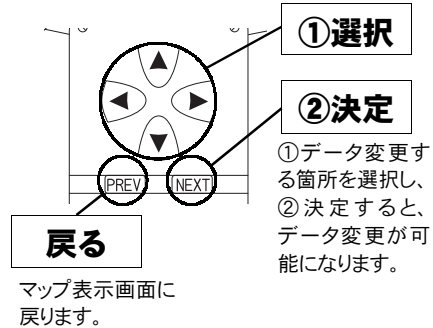 ①選択
②決定
①データ変更す
る箇所を選択し、
②決定すると、
データ変更が可
能になります。
PREV
NEXT
戻る
マップ表示画面に
戻ります。